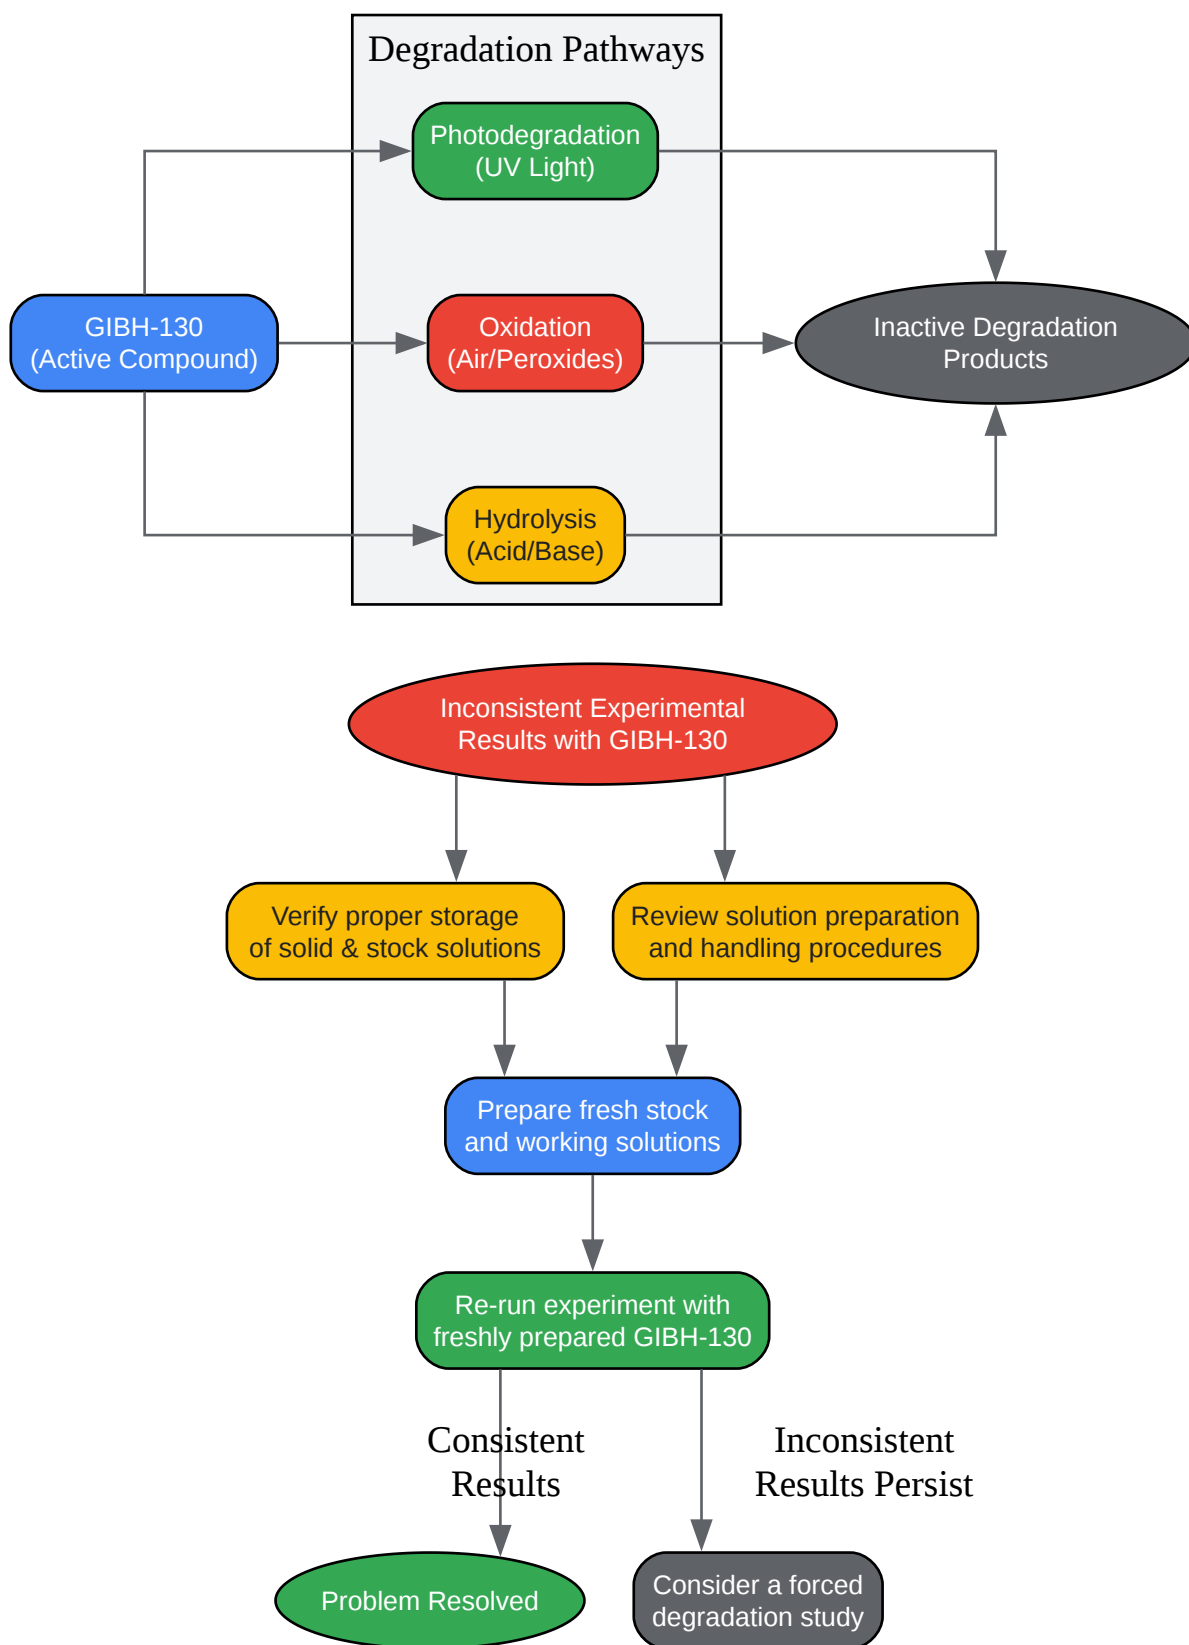 Degradation Pathways
Photodegradation
(UV Light)
GIBH-130
(Active Compound)
Oxidation
(Air/Peroxides)
Inactive Degradation
Products
Hydrolysis
(Acid/Base)
Inconsistent Experimental
Results with GIBH-130
Verify proper storage
of solid & stock solutions
Review solution preparation
and handling procedures
Prepare fresh stock
and working solutions
Re-run experiment with
freshly prepared GIBH-130
Consistent
Results
Inconsistent
Results Persist
Problem Resolved
Consider a forced
degradation study